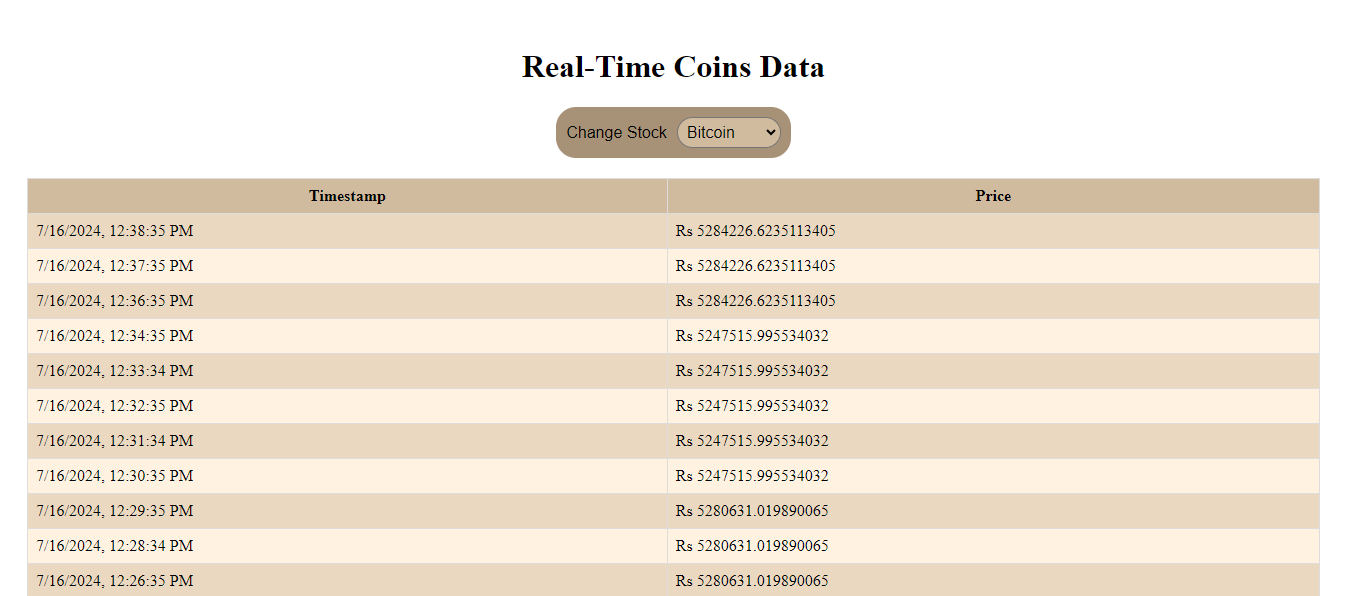 Real-Time Coins Data
Change Stock Bitcoin
Timestamp Price
7/16/2024, 12:38:35 PM Rs 5284226.6235113405
7/16/2024, 12:37:35 PM Rs 5284226.6235113405
7/16/2024, 12:36:35 PM Rs 5284226.6235113405
7/16/2024, 12:34:35 PM Rs 5247515.995534032
7/16/2024, 12:33:34 PM Rs 5247515.995534032
7/16/2024, 12:32:35 PM Rs 5247515.995534032
7/16/2024, 12:31:34 PM Rs 5247515.995534032
7/16/2024, 12:30:35 PM Rs 5247515.995534032
7/16/2024, 12:29:35 PM Rs 5280631.019890065
7/16/2024, 12:28:34 PM Rs 5280631.019890065
7/16/2024, 12:26:35 PM Rs 5280631.019890065